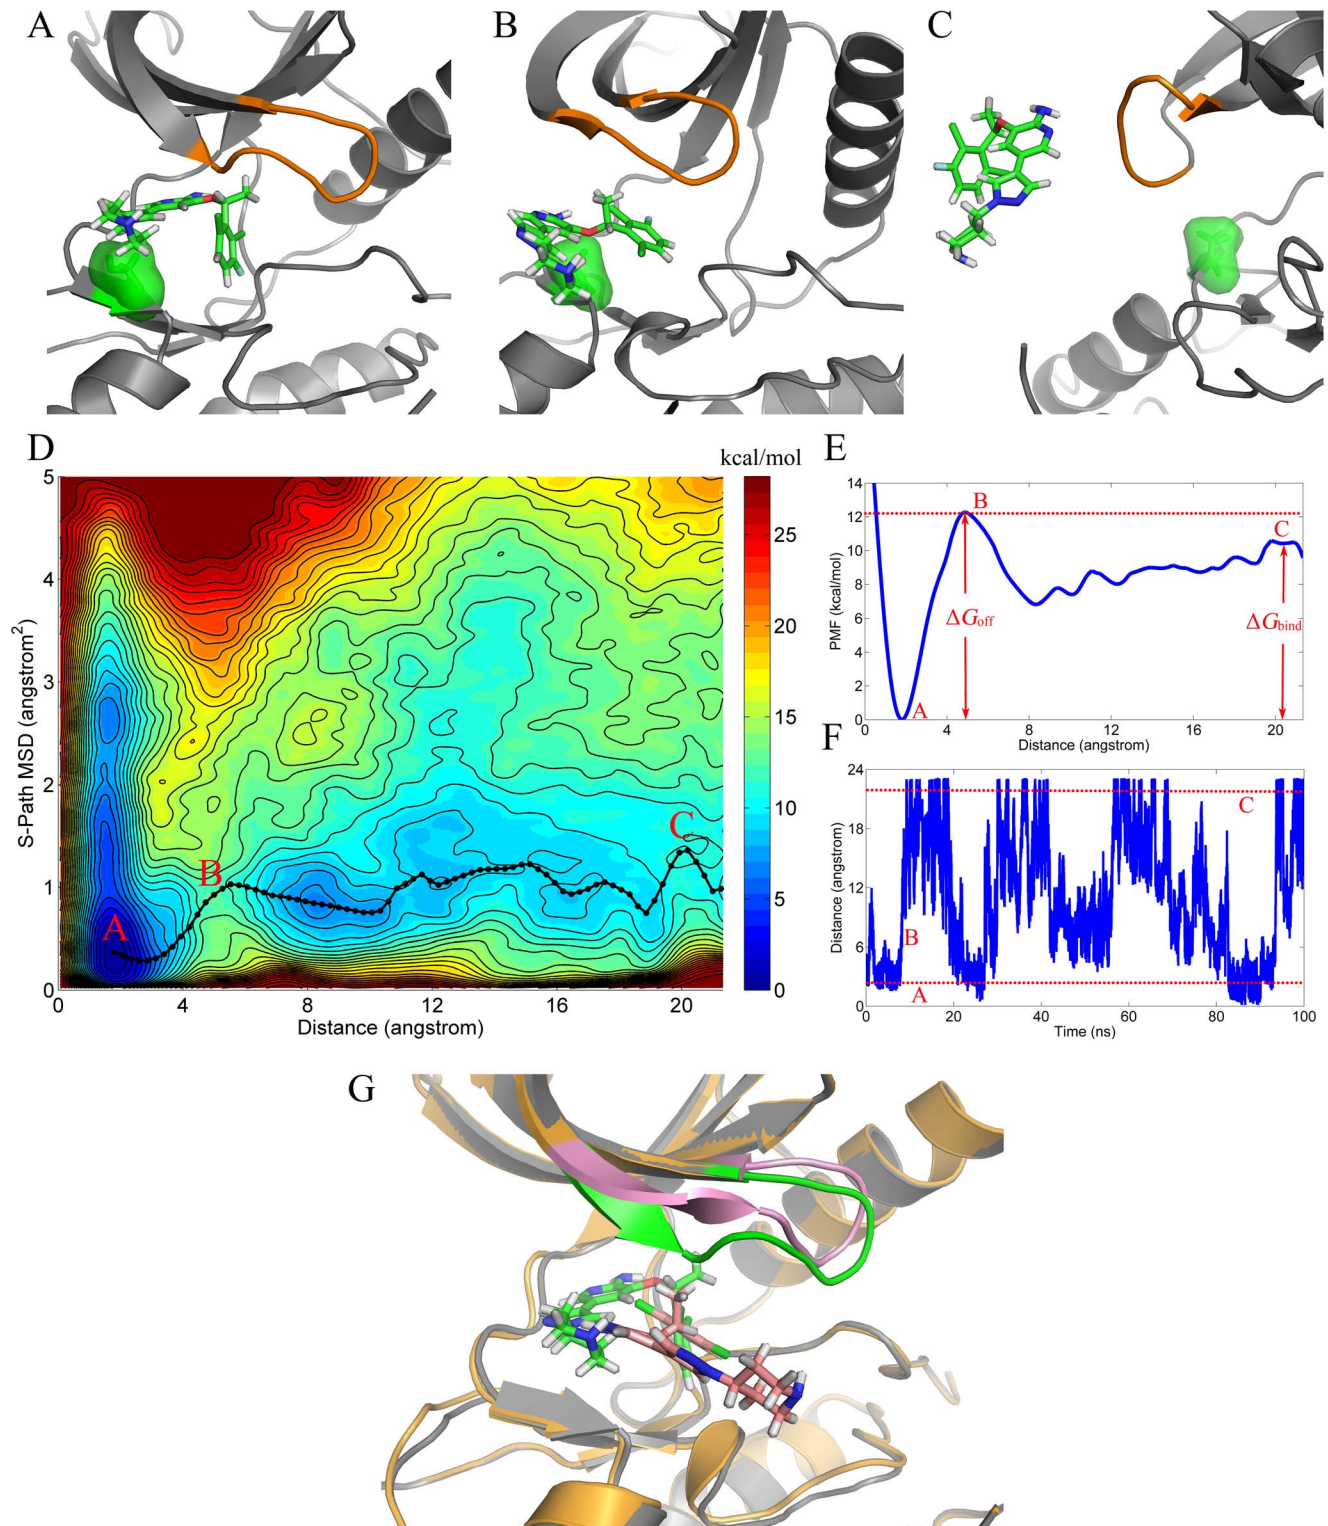 A
B
C
D
kcal/mol
5
4
3
2
1
0
S-Path MSD (angstrom²)
A
B
C
0
4
8
12
16
20
Distance (angstrom)
25
20
15
10
5
0
E
14
12
10
8
6
4
2
0
PMF (kcal/mol)
B
C
ΔGoff
ΔGbind
A
0
4
8
12
16
20
Distance (angstrom)
F
24
18
12
6
0
Distance (angstrom)
C
B
A
0
20
40
60
80
100
Time (ns)
G